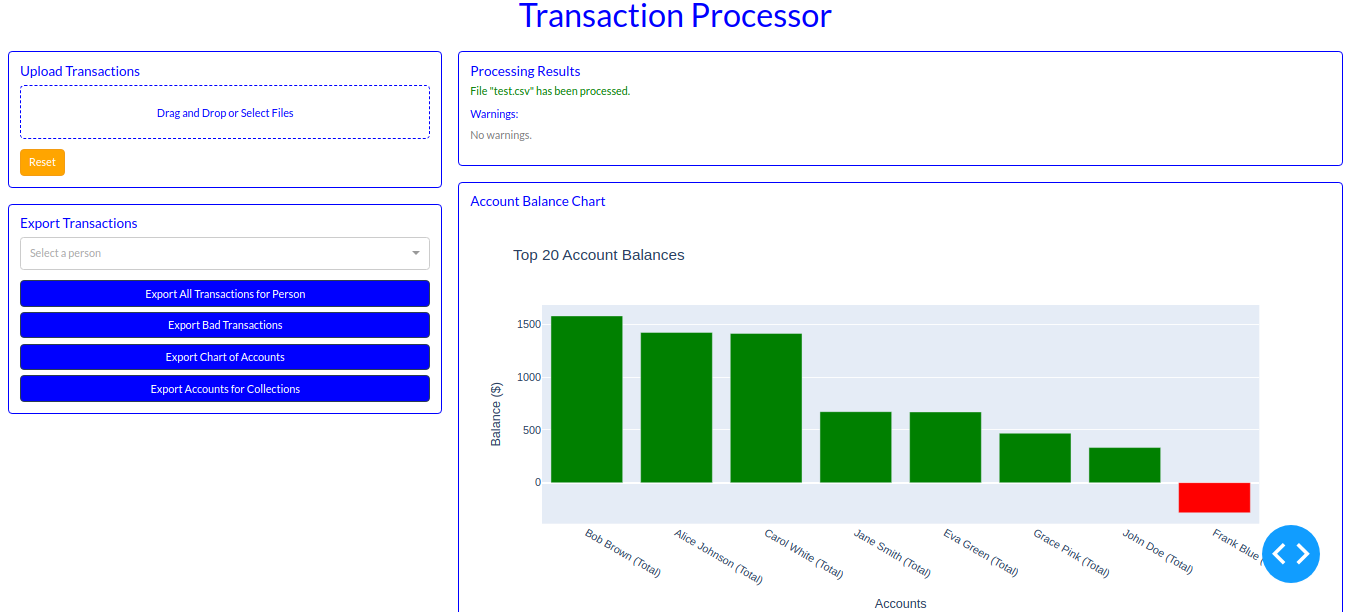 Transaction Processor
Upload Transactions
Drag and Drop or Select Files
Reset
Export Transactions
Select a person
Export All Transactions for Person
Export Bad Transactions
Export Chart of Accounts
Export Accounts for Collections
Processing Results
File "test.csv" has been processed.
Warnings:
No warnings.
Account Balance Chart
Top 20 Account Balances
Balance ($)
1500
1000
500
0
Bob Brown (Total)
Alice Johnson (Total)
Carol White (Total)
Jane Smith (Total)
Eva Green (Total)
Grace Pink (Total)
John Doe (Total)
Frank Blue (
Accounts